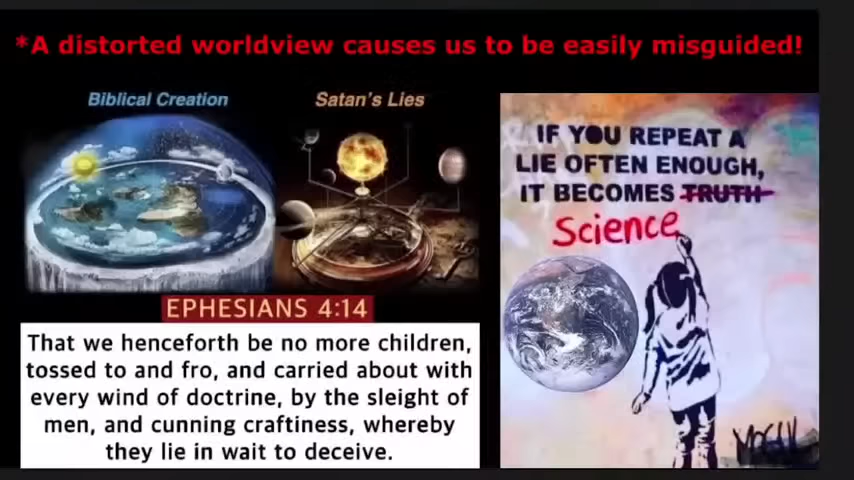 *A distorted worldview causes us to be easily misguided!
Biblical Creation
Satan's Lies
EPHESIANS 4:14
That we henceforth be no more children,
tossed to and fro, and carried about with
every wind of doctrine, by the sleight of
men, and cunning craftiness, whereby
they lie in wait to deceive.
IF YOU REPEAT A
LIE OFTEN ENOUGH,
IT BECOMES TRUTH
Science